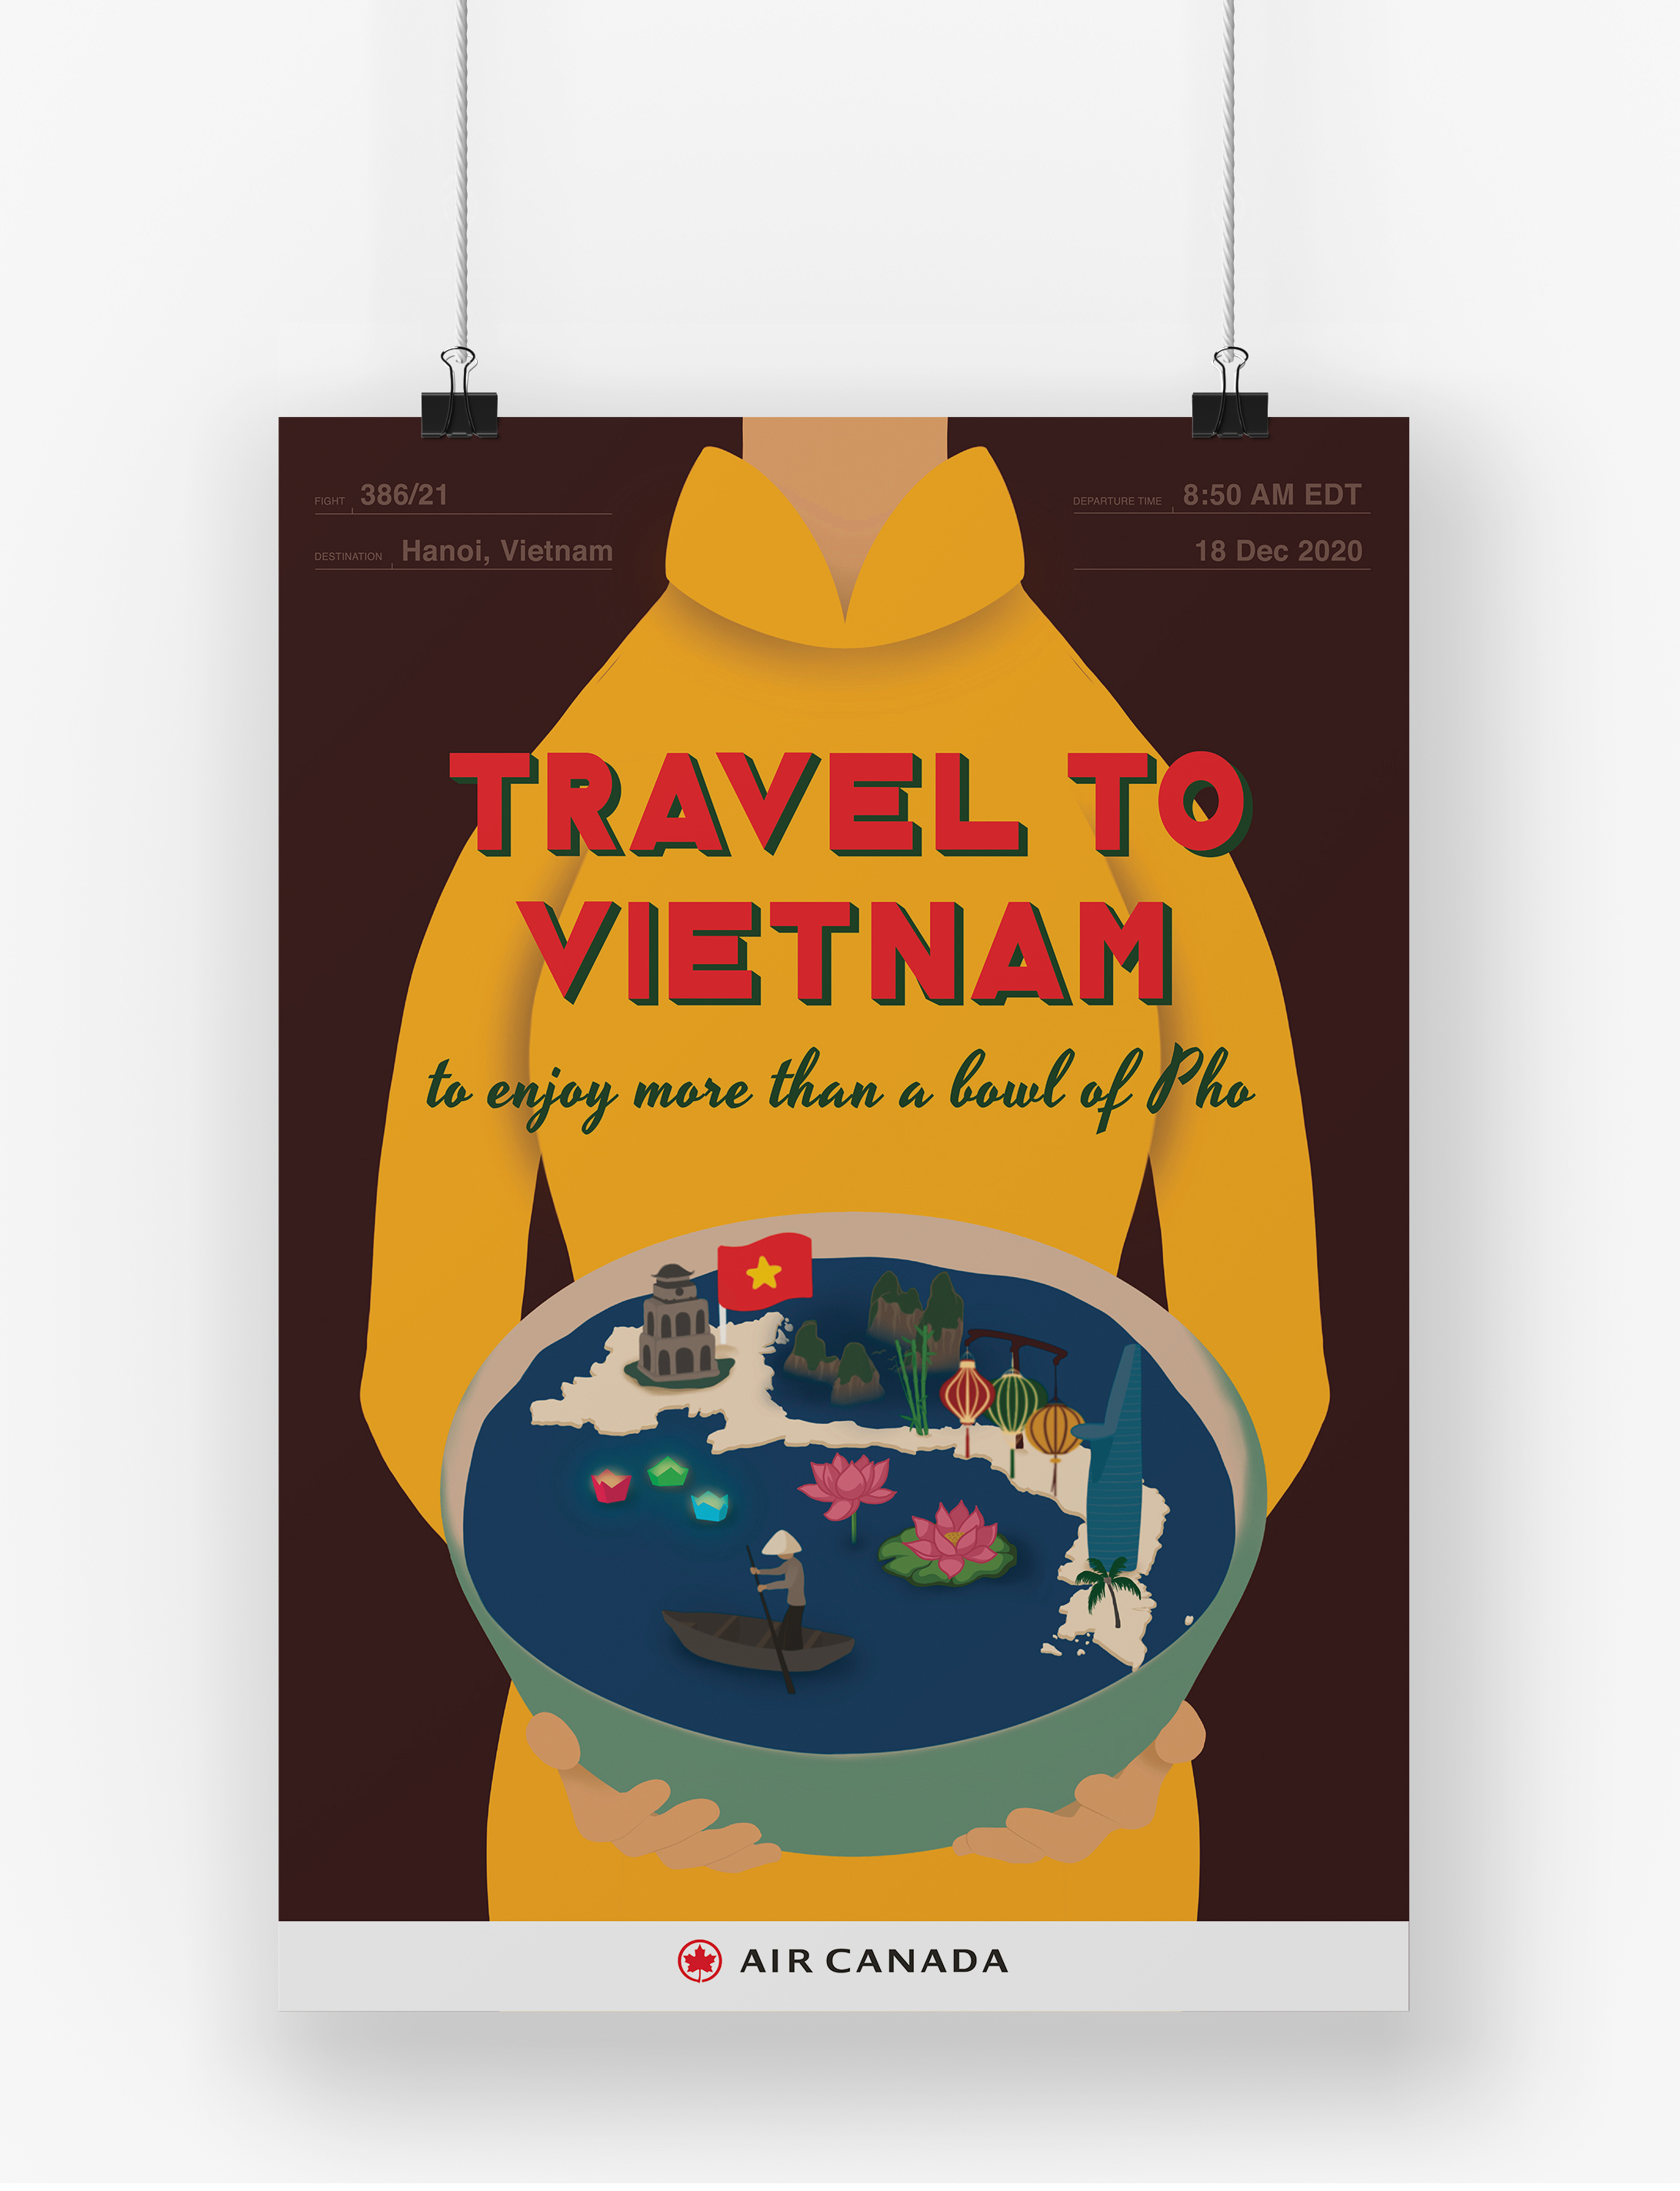 FIGHT 386/21
DESTINATION Hanoi, Vietnam
DEPARTURE TIME 8:50 AM EDT
18 Dec 2020
TRAVEL TO
VIETNAM
to enjoy more than a bowl of Pho
AIR CANADA